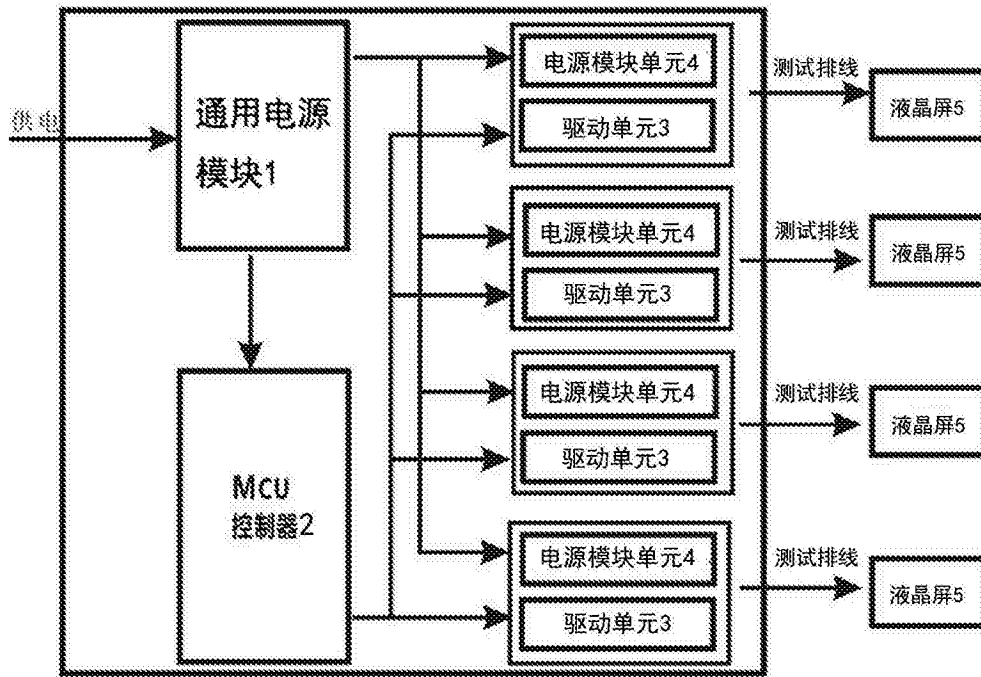 供电
通用电源
模块1
MCU
控制器2
电源模块单元4
驱动单元3
测试排线
液晶屏5
电源模块单元4
驱动单元3
测试排线
液晶屏5
电源模块单元4
驱动单元3
测试排线
液晶屏5
电源模块单元4
驱动单元3
测试排线
液晶屏5